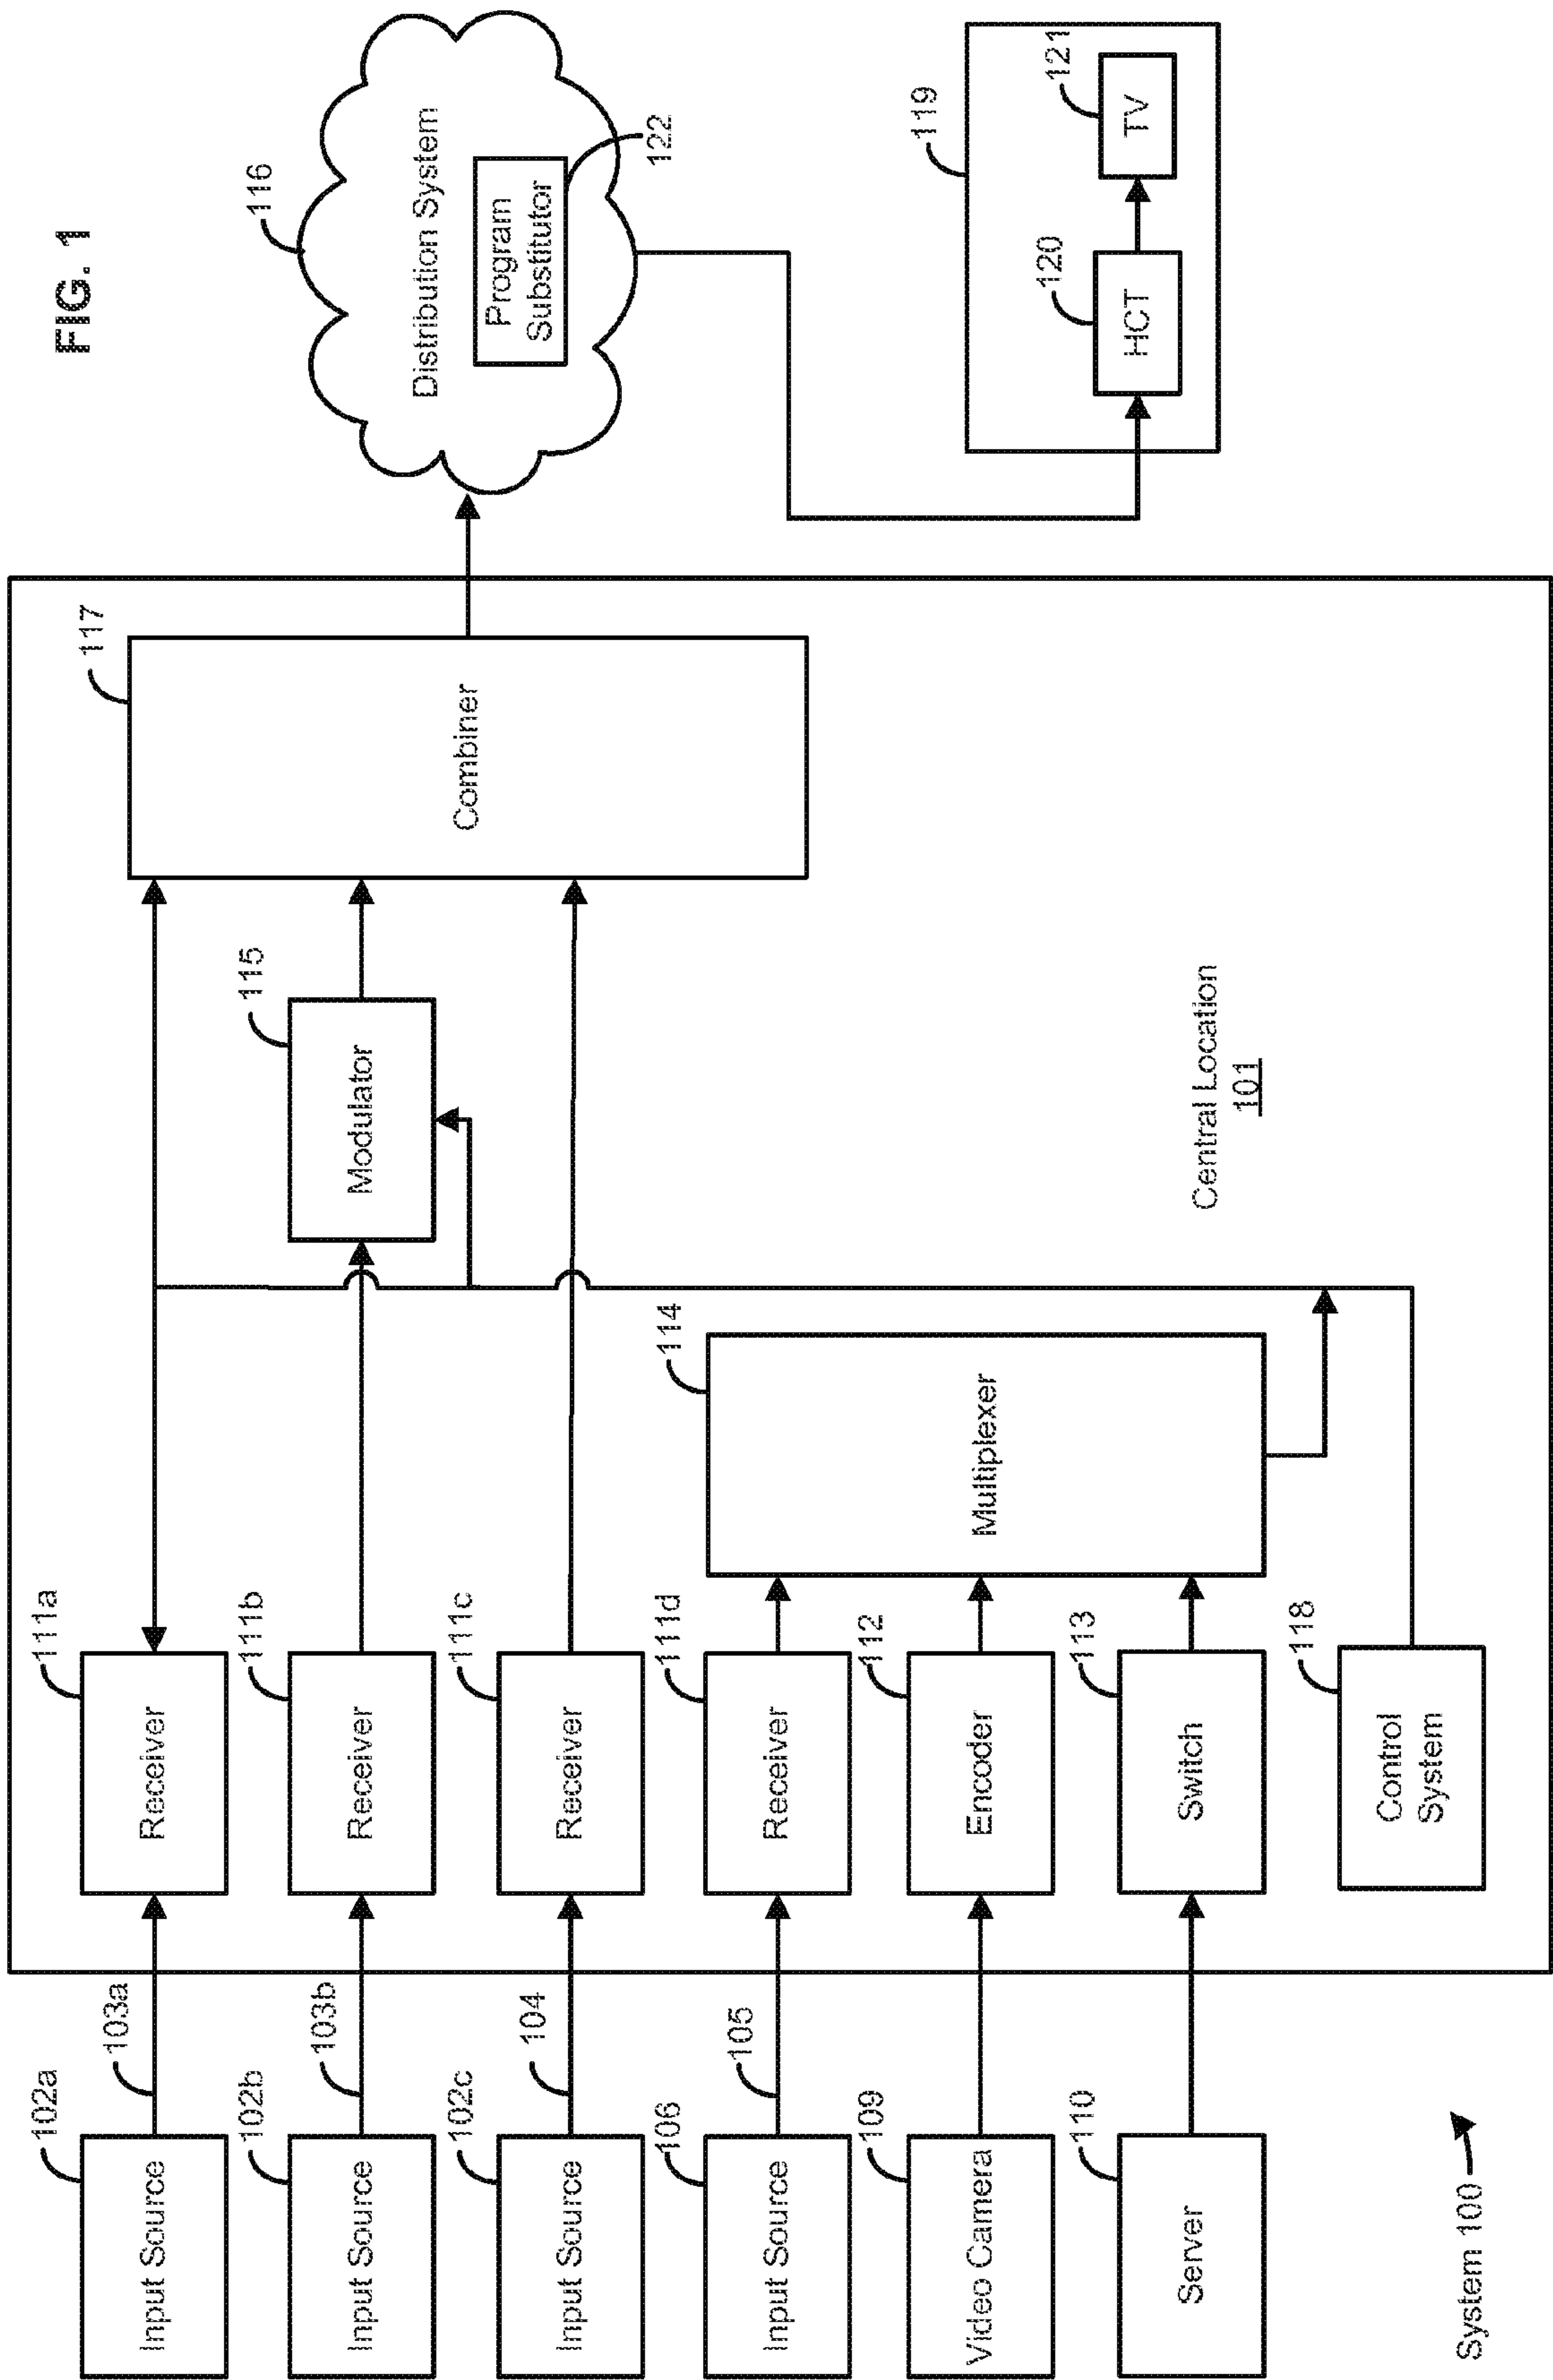 FIG. 1
102a
Input Source
103a
111a
Receiver
102b
Input Source
103b
111b
Receiver
115
Modulator
102c
Input Source
104
111c
Receiver
117
Combiner
116
Distribution System
Program
Substitutor
122
106
Input Source
105
111d
Receiver
114
Multiplexer
109
Video Camera
112
Encoder
110
Server
113
Switch
118
Control
System
Central Location
101
119
120
HCT
121
TV
System 100